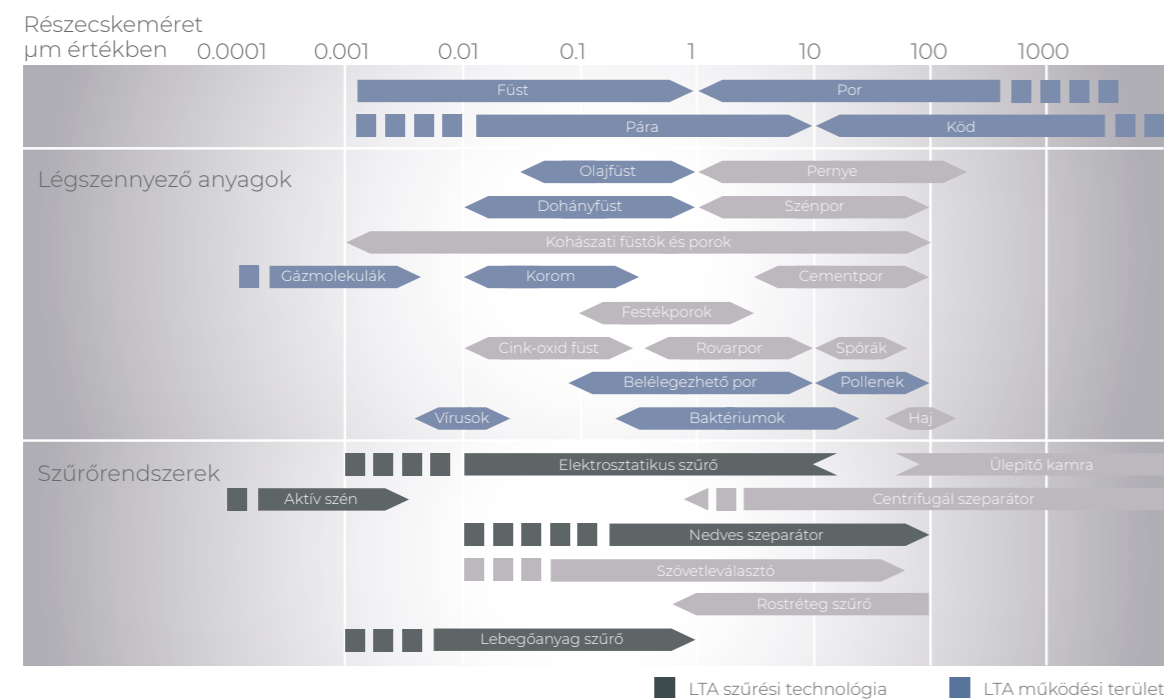 Részecskeméret
µm értékben 0.0001 0.001 0.01 0.1 1 10 100 1000
Füst Por
Pára Köd
Légszennyező anyagok
Olajfüst Pernye
Dohányfüst Szénpor
Kohászati füstök és porok
Gázmolekulák Korom Cementpor
Festékporok
Cink-oxid füst Rovarpor Spórák
Belélegezhető por Pollenek
Vírusok Baktériumok Haj
Szűrőrendszerek
Elektrosztatikus szűrő Ülepítő kamra
Aktív szén Centrifugál szeparátor
Nedves szeparátor
Szövetleválasztó
Rostréteg szűrő
Lebegőanyag szűrő
LTA szűrési technológia LTA működési terület